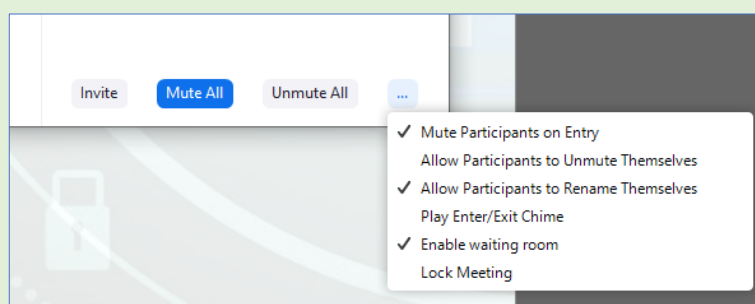 Invite Mute All Unmute All ...
✓ Mute Participants on Entry
Allow Participants to Unmute Themselves
✓ Allow Participants to Rename Themselves
Play Enter/Exit Chime
✓ Enable waiting room
Lock Meeting